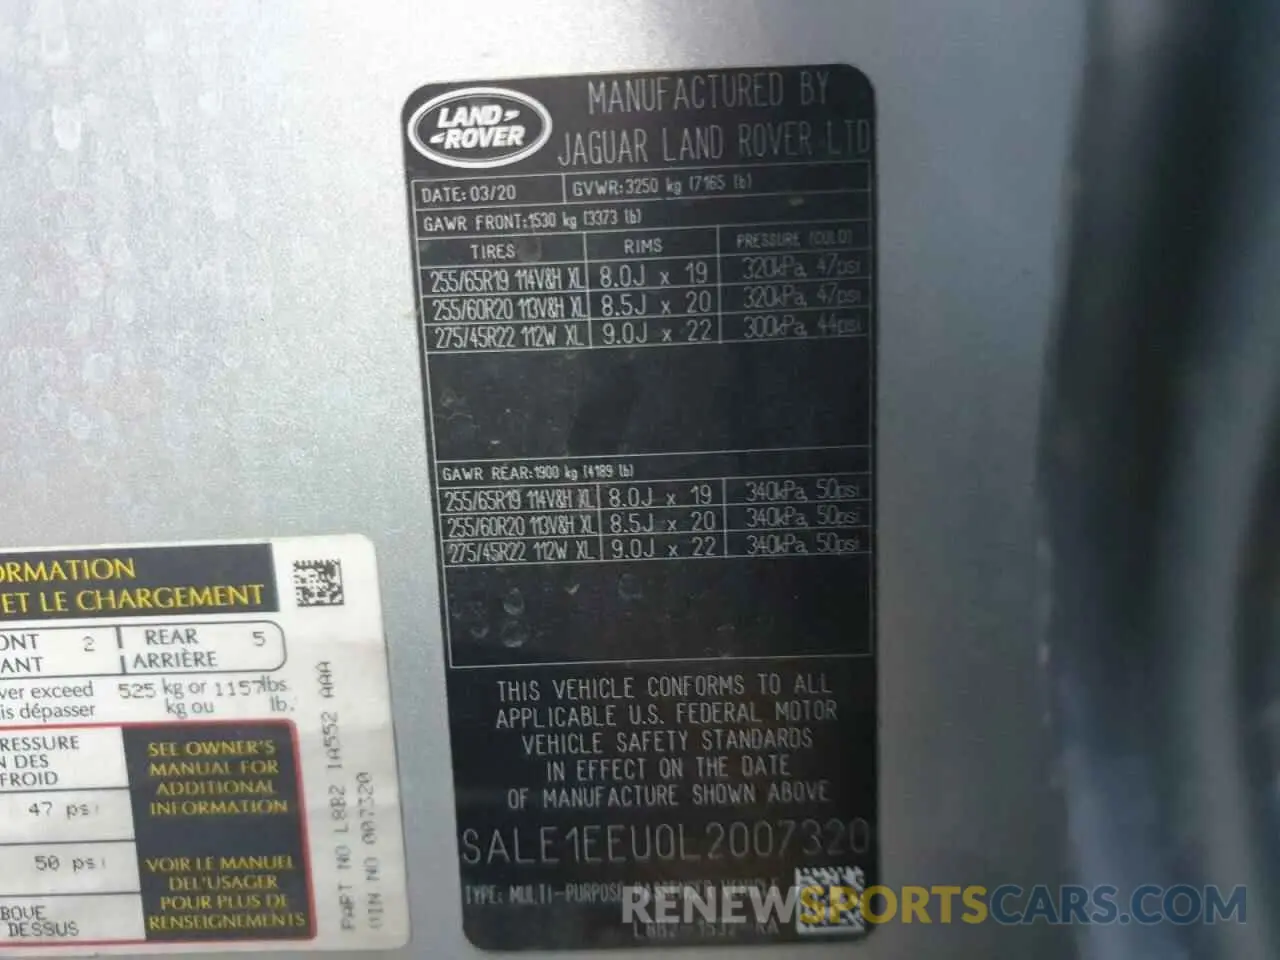 LAND
ROVER
MANUFACTURED BY
JAGUAR LAND ROVER LTD
DATE: 03/20 GVWR:3250 kg (7165 lb)
GAWR FRONT:1530 kg (3373 lb)
TIRES RIMS PRESSURE (COLD)
255/65R19 114V&H XL 8.0J x 19 320kPa, 47psi
255/60R20 113V&H XL 8.5J x 20 320kPa, 47psi
275/45R22 112W XL 9.0J x 22 300kPa, 44psi
GAWR REAR:1900 kg (4189 lb)
255/65R19 114V&H XL 8.0J x 19 340kPa, 50psi
255/60R20 113V&H XL 8.5J x 20 340kPa, 50psi
275/45R22 112W XL 9.0J x 22 340kPa, 50psi
THIS VEHICLE CONFORMS TO ALL
APPLICABLE U.S. FEDERAL MOTOR
VEHICLE SAFETY STANDARDS
IN EFFECT ON THE DATE
OF MANUFACTURE SHOWN ABOVE
SALE1EEU0L2007320
TYPE: MULTI-PURPOSE PASSENGER VEHICLE
ORMATION
ET LE CHARGEMENT
ONT 2 REAR 5
ANT ARRIÈRE
ver exceed 525 kg or 1157 lbs
is dépasser kg ou lb.
RESSURE
N DES
FROID
47 psi
50 psi
BOUE
DESSUS
SEE OWNER'S
MANUAL FOR
ADDITIONAL
INFORMATION
VOIR LE MANUEL
DEL'USAGER
POUR PLUS DE
RENSEIGNEMENTS
PART NO L8B2 1A552 AAA
VIN NO 007320
RENEWSPORTSCARS.COM